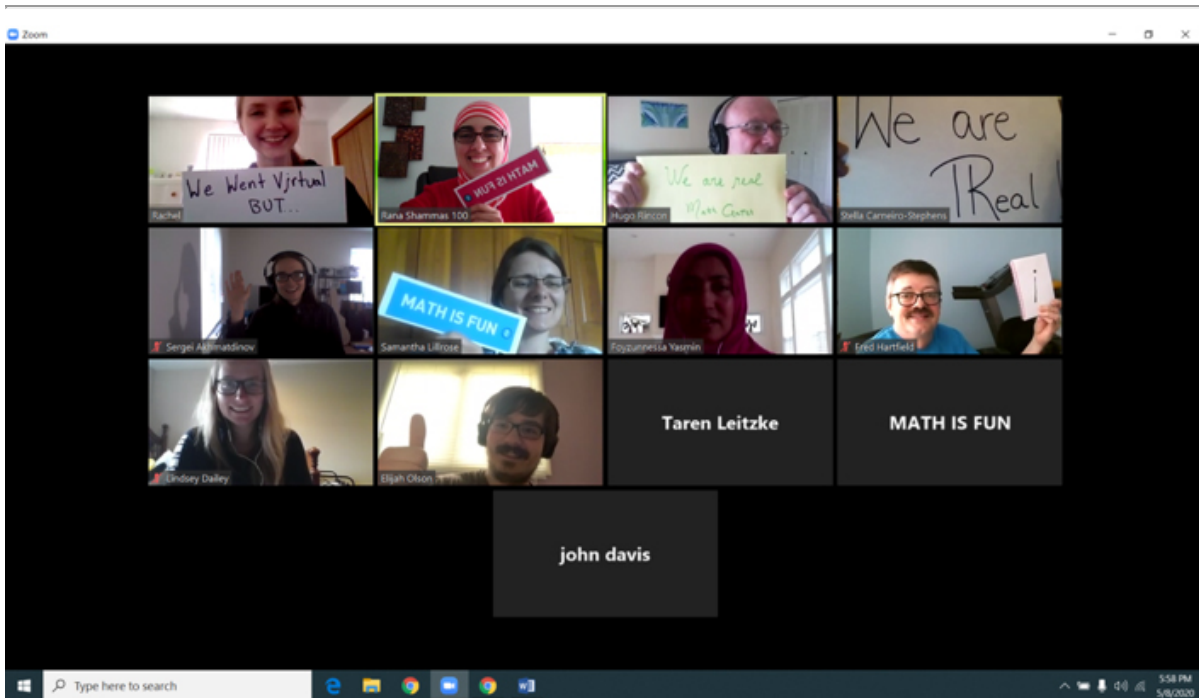 Zoom
We Went Virtual
BUT..
Rachel
MATH IS FUN
Rana Shammas 100
We are real
Math Center
Hugo Rincon
We are
Real
Stella Carneiro-Stephens
Sergei Akhmatdinov
MATH IS FUN
Samantha Lillrose
Foyzunnessa Yasmin
Fred Hartfield
Lindsey Dailey
Elijah Olson
Taren Leitzke
MATH IS FUN
john davis
Type here to search
5:58 PM
5/8/2020